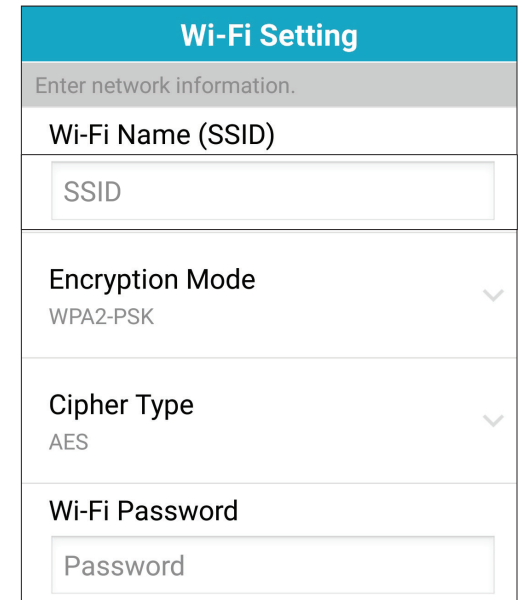 Wi-Fi Setting
Enter network information.
Wi-Fi Name (SSID)
SSID
Encryption Mode
WPA2-PSK
Cipher Type
AES
Wi-Fi Password
Password